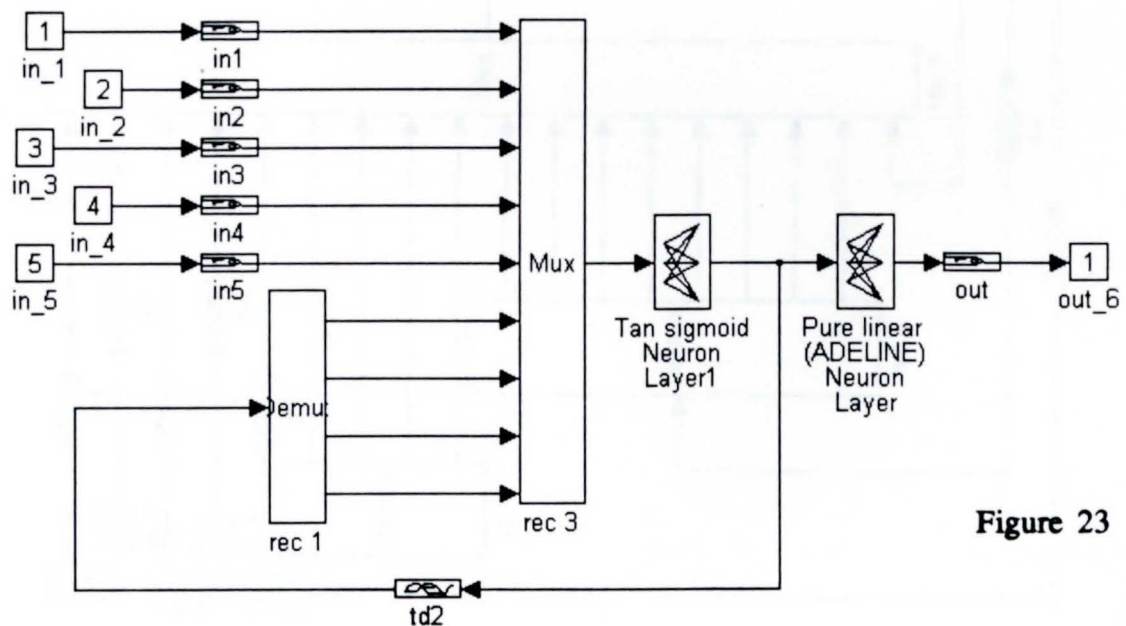 1
in_1
in1
2
in_2
in2
3
in_3
in3
4
in_4
in4
5
in_5
in5
Mux
Tan sigmoid
Neuron
Layer1
Pure linear
(ADELINE)
Neuron
Layer
out
1
out_6
emu
rec 1
rec 3
td2
Figure 23